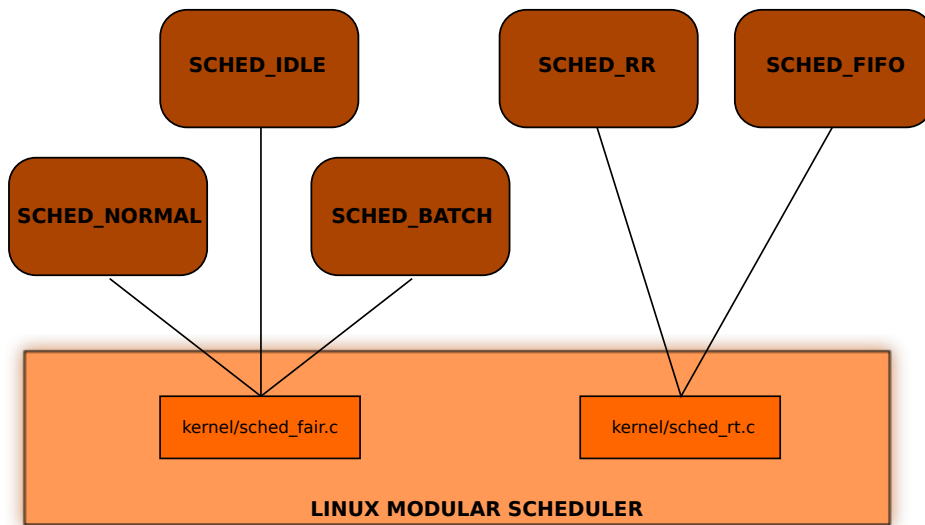 SCHED_IDLE
SCHED_RR
SCHED_FIFO
SCHED_NORMAL
SCHED_BATCH
kernel/sched_fair.c
kernel/sched_rt.c
LINUX MODULAR SCHEDULER